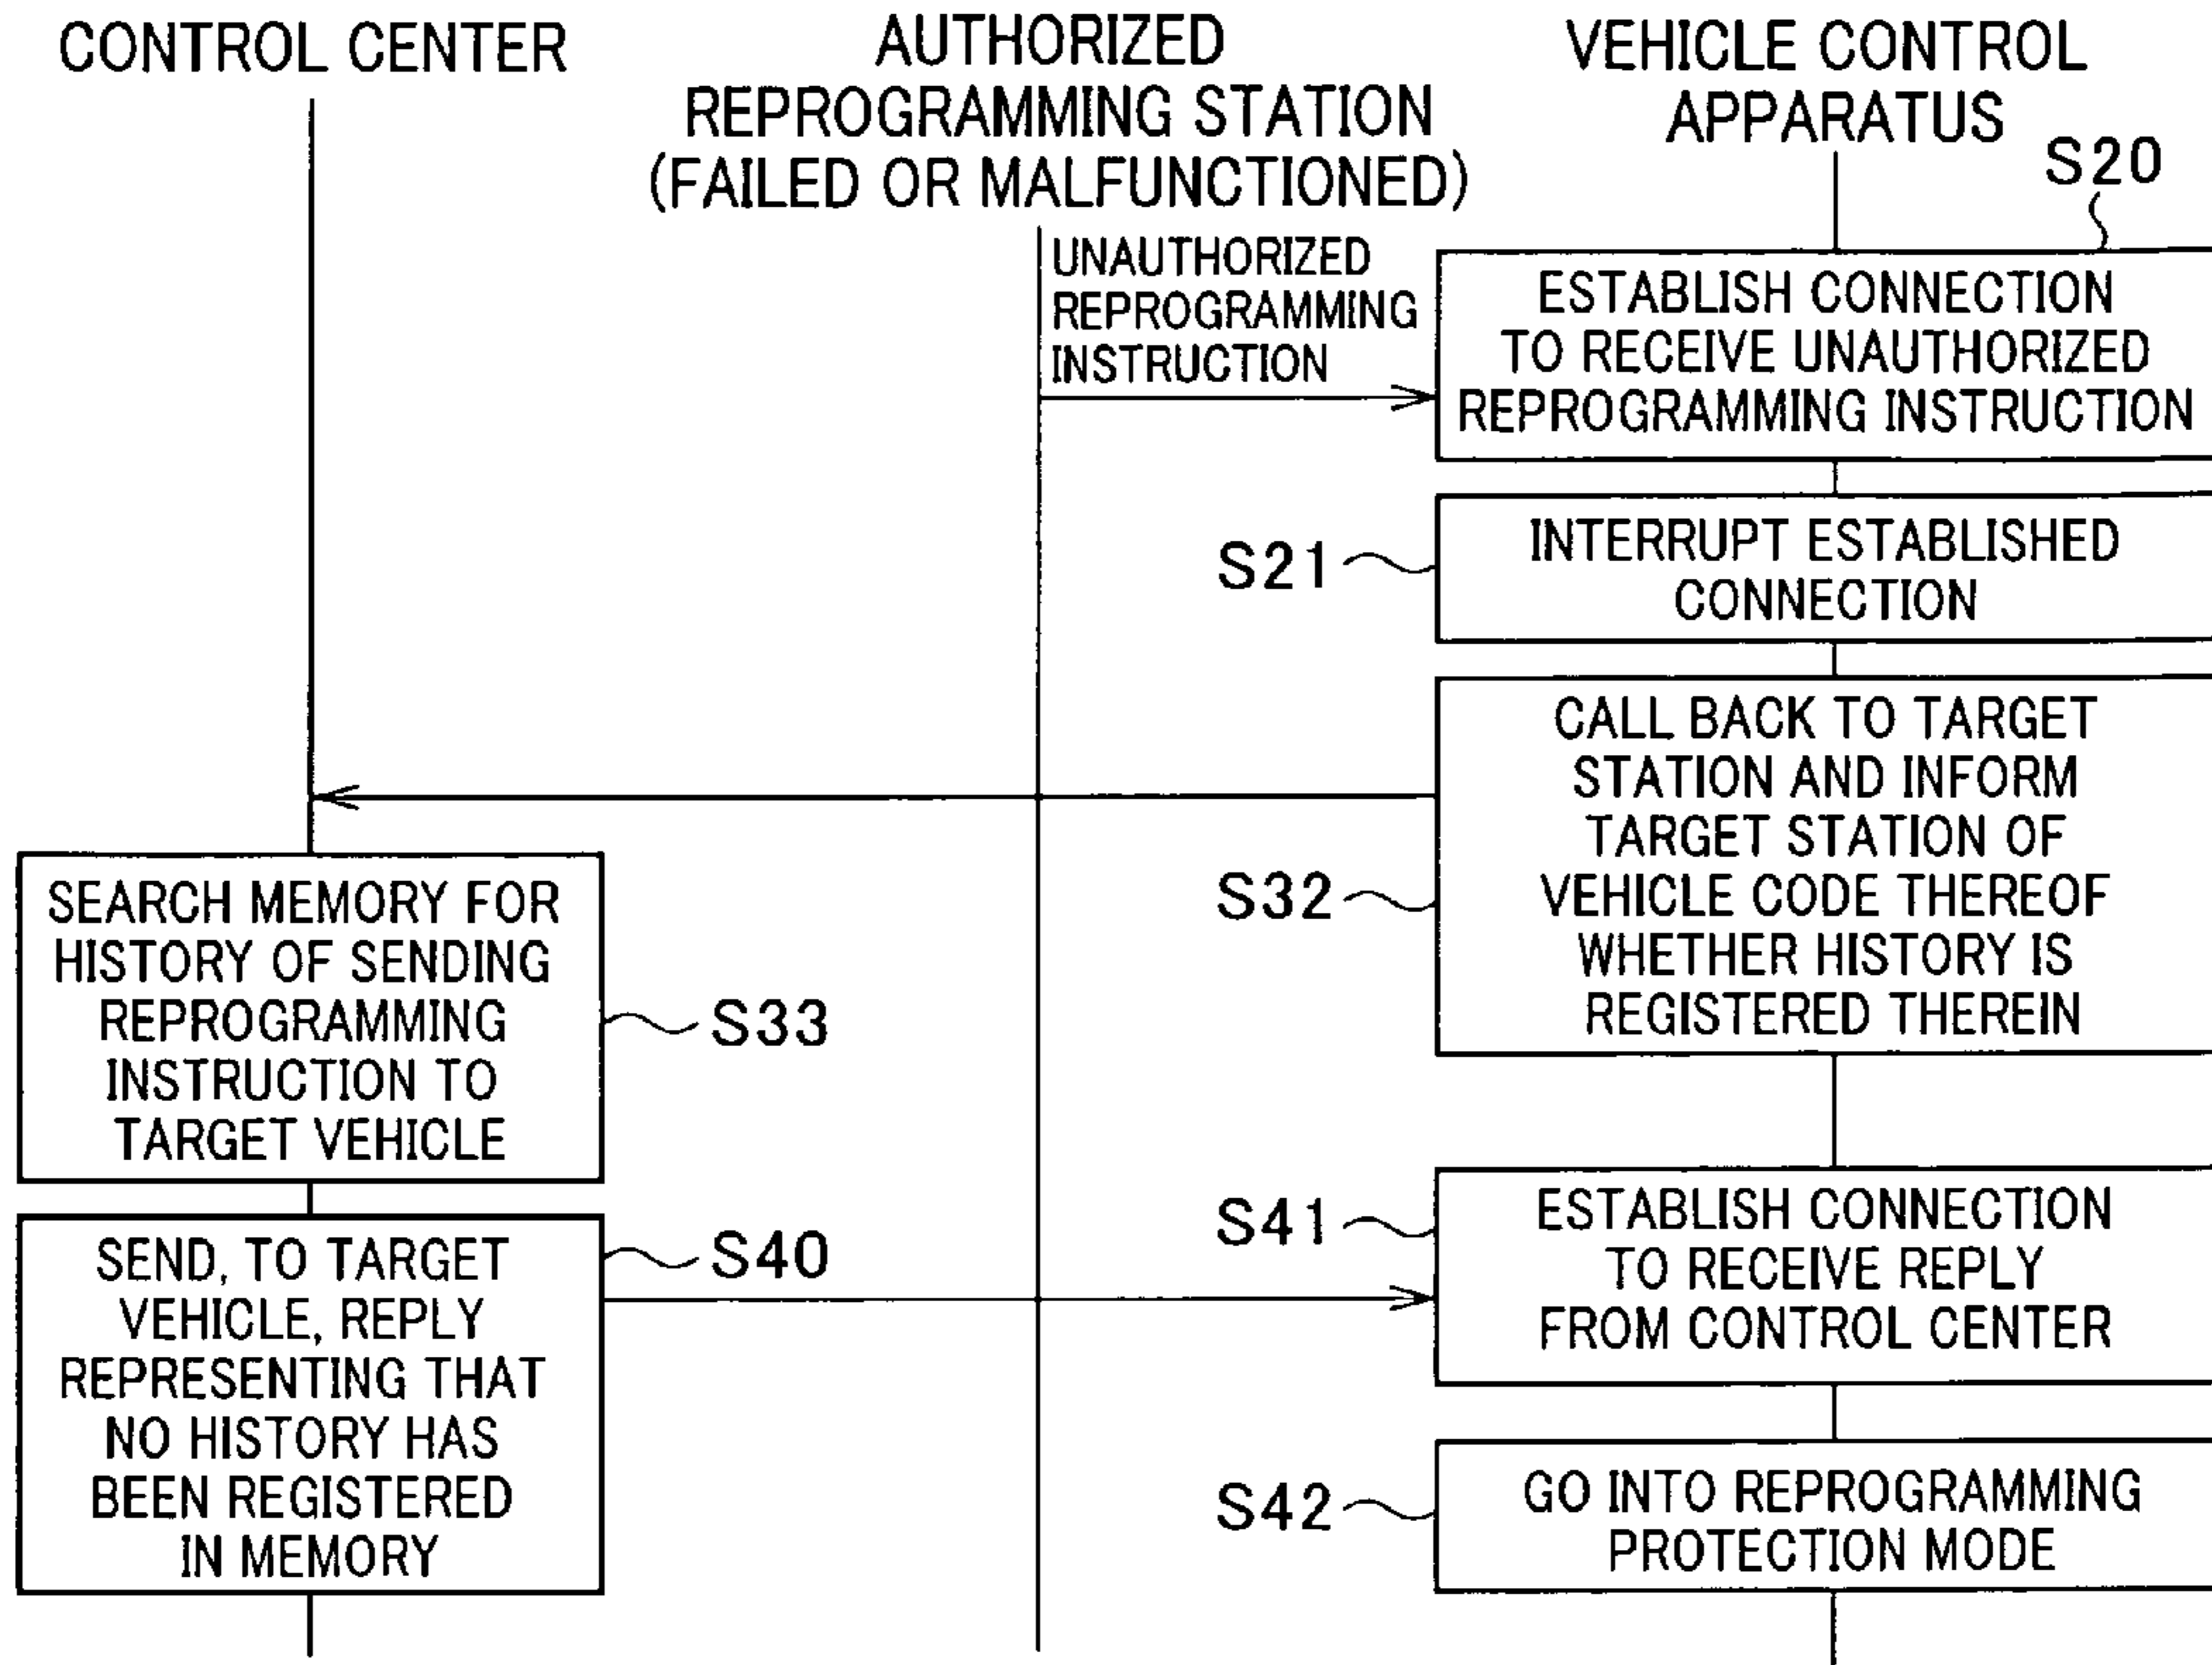 CONTROL CENTER
AUTHORIZED
REPROGRAMMING STATION
(FAILED OR MALFUNCTIONED)
VEHICLE CONTROL
APPARATUS
S20
UNAUTHORIZED
REPROGRAMMING
INSTRUCTION
ESTABLISH CONNECTION
TO RECEIVE UNAUTHORIZED
REPROGRAMMING INSTRUCTION
S21
INTERRUPT ESTABLISHED
CONNECTION
S32
CALL BACK TO TARGET
STATION AND INFORM
TARGET STATION OF
VEHICLE CODE THEREOF
WHETHER HISTORY IS
REGISTERED THEREIN
SEARCH MEMORY FOR
HISTORY OF SENDING
REPROGRAMMING
INSTRUCTION TO
TARGET VEHICLE
S33
SEND, TO TARGET
VEHICLE, REPLY
REPRESENTING THAT
NO HISTORY HAS
BEEN REGISTERED
IN MEMORY
S40
S41
ESTABLISH CONNECTION
TO RECEIVE REPLY
FROM CONTROL CENTER
S42
GO INTO REPROGRAMMING
PROTECTION MODE